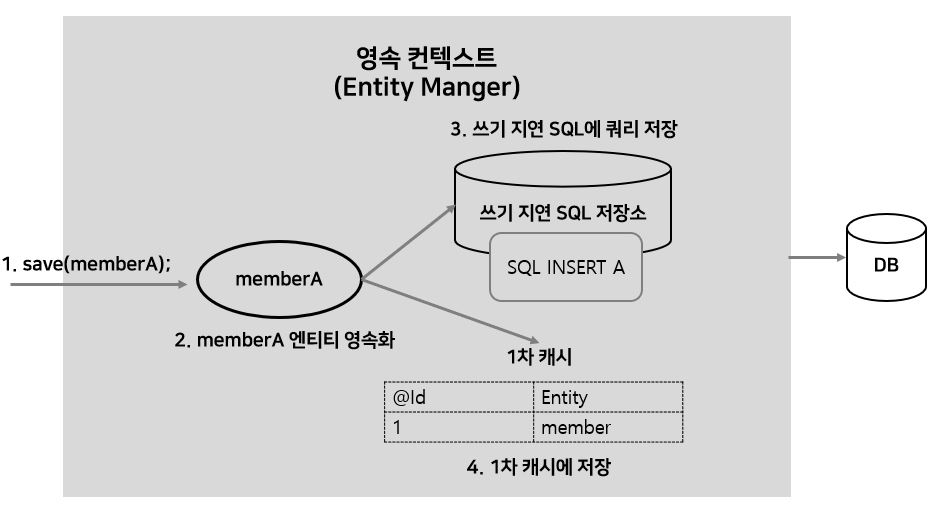 영속 컨텍스트
(Entity Manger)
3. 쓰기 지연 SQL에 쿼리 저장
쓰기 지연 SQL 저장소
SQL INSERT A
1. save(memberA);
memberA
2. memberA 엔티티 영속화
DB
1차 캐시
@Id Entity
1 member
4. 1차 캐시에 저장